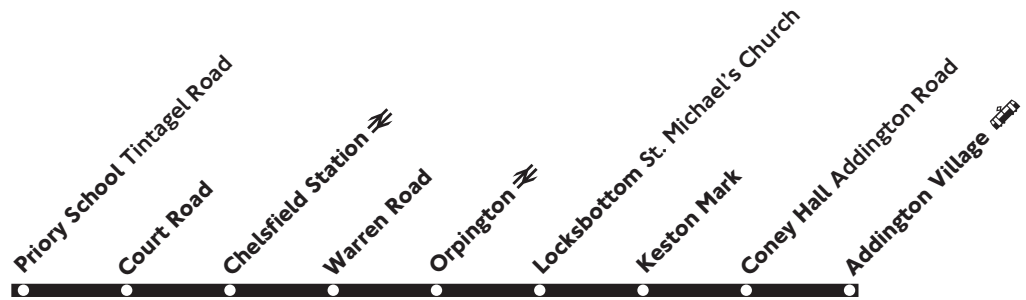 Priory School Tintagel Road
Court Road
Chelsfield Station
Warren Road
Orpington
Locksbottom St. Michael's Church
Keston Mark
Coney Hall Addington Road
Addington Village